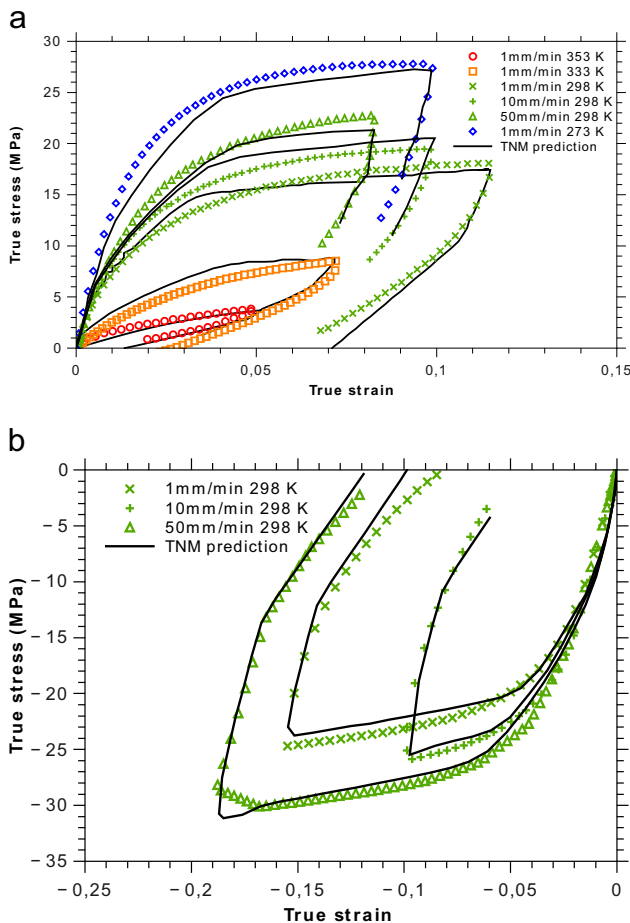 a
30
25
20
15
10
5
0
True stress (MPa)
1mm/min 353 K
1mm/min 333 K
1mm/min 298 K
10mm/min 298 K
50mm/min 298 K
1mm/min 273 K
TNM prediction
0 0,05 0,1 0,15
True strain
b
0
−5
−10
−15
−20
−25
−30
−35
True stress (MPa)
1mm/min 298 K
10mm/min 298 K
50mm/min 298 K
TNM prediction
−0,25 −0,2 −0,15 −0,1 −0,05 0
True strain